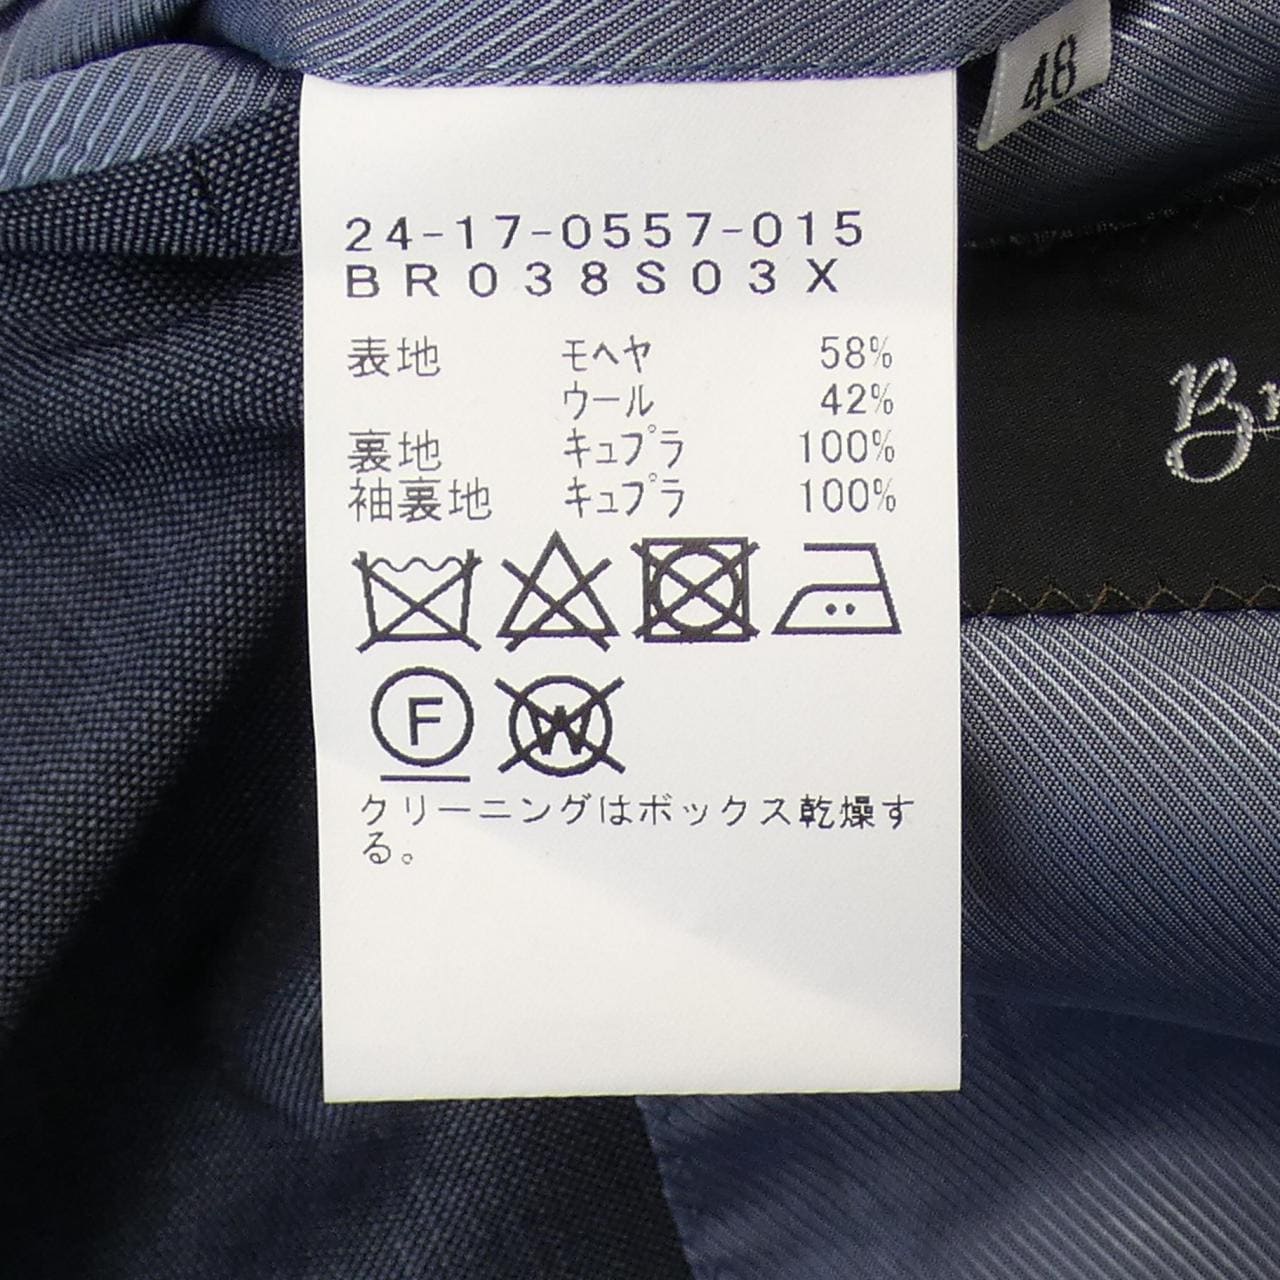 48
24-17-0557-015
BR038S03X
表地 モヘヤ 58%
ウール 42%
裏地 キュプラ 100%
袖裏地 キュプラ 100%
F
W
クリーニングはボックス乾燥す
る。